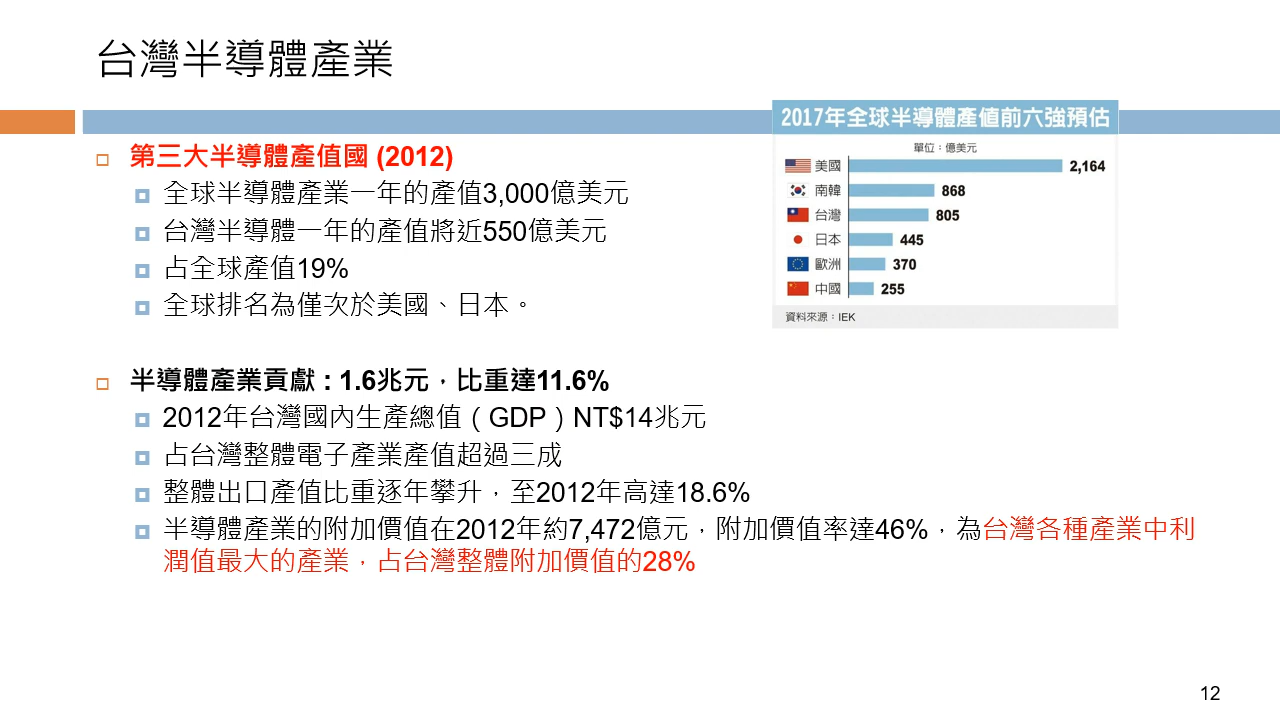 台灣半導體產業
第三大半導體產值國 (2012)
全球半導體產業一年的產值3,000億美元
台灣半導體一年的產值將近550億美元
占全球產值19%
全球排名為僅次於美國、日本。
2017年全球半導體產值前六強預估
單位：億美元
美國 2,164
南韓 868
台灣 805
日本 445
歐洲 370
中國 255
資料來源：IEK
半導體產業貢獻 : 1.6兆元，比重達11.6%
2012年台灣國內生產總值（GDP）NT$14兆元
占台灣整體電子產業產值超過三成
整體出口產值比重逐年攀升，至2012年高達18.6%
半導體產業的附加價值在2012年約7,472億元，附加價值率達46%，為台灣各種產業中利
潤值最大的產業，占台灣整體附加價值的28%
12